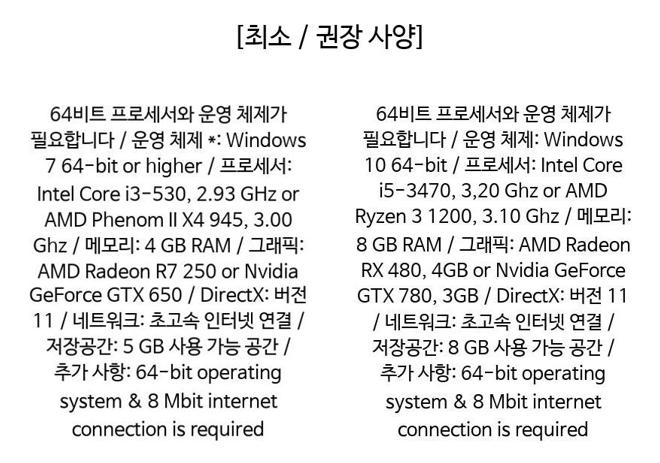 [최소 / 권장 사양]
64비트 프로세서와 운영 체제가
필요합니다 / 운영 체제 *: Windows
7 64-bit or higher / 프로세서:
Intel Core i3-530, 2.93 GHz or
AMD Phenom II X4 945, 3.00
Ghz / 메모리: 4 GB RAM / 그래픽:
AMD Radeon R7 250 or Nvidia
GeForce GTX 650 / DirectX: 버전
11 / 네트워크: 초고속 인터넷 연결 /
저장공간: 5 GB 사용 가능 공간 /
추가 사항: 64-bit operating
system & 8 Mbit internet
connection is required
64비트 프로세서와 운영 체제가
필요합니다 / 운영 체제: Windows
10 64-bit / 프로세서: Intel Core
i5-3470, 3,20 Ghz or AMD
Ryzen 3 1200, 3.10 Ghz / 메모리:
8 GB RAM / 그래픽: AMD Radeon
RX 480, 4GB or Nvidia GeForce
GTX 780, 3GB / DirectX: 버전 11
/ 네트워크: 초고속 인터넷 연결 /
저장공간: 8 GB 사용 가능 공간 /
추가 사항: 64-bit operating
system & 8 Mbit internet
connection is required